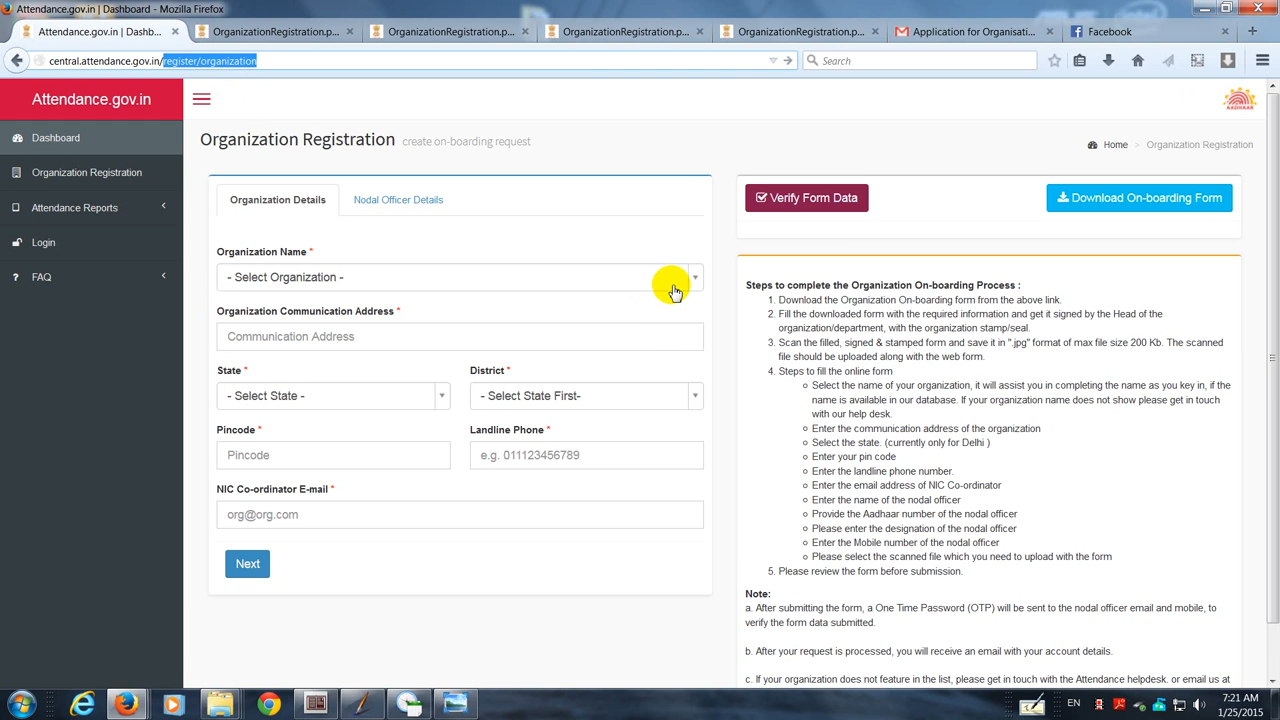 Attendance.gov.in | Dashboard - Mozilla Firefox
Attendance.gov.in | Dashb...
OrganizationRegistration.p...
OrganizationRegistration.p...
OrganizationRegistration.p...
OrganizationRegistration.p...
Application for Organisati...
Facebook
central.attendance.gov.in/register/organization
Search
Attendance.gov.in
AADHAAR
Dashboard
Organization Registration
Attendance Reports
Login
FAQ
Organization Registration create on-boarding request
Home > Organization Registration
Organization Details
Nodal Officer Details
Organization Name *
- Select Organization -
Organization Communication Address *
Communication Address
State *
District *
- Select State -
- Select State First-
Pincode *
Landline Phone *
Pincode
e.g. 011123456789
NIC Co-ordinator E-mail *
org@org.com
Next
Verify Form Data
Download On-boarding Form
Steps to complete the Organization On-boarding Process :
1. Download the Organization On-boarding form from the above link.
2. Fill the downloaded form with the required information and get it signed by the Head of the
organization/department, with the organization stamp/seal.
3. Scan the filled, signed & stamped form and save it in ".jpg" format of max file size 200 Kb. The scanned
file should be uploaded along with the web form.
4. Steps to fill the online form
Select the name of your organization, it will assist you in completing the name as you key in, if the
name is available in our database. If your organization name does not show please get in touch
with our help desk.
Enter the communication address of the organization
Select the state. (currently only for Delhi )
Enter your pin code
Enter the landline phone number.
Enter the email address of NIC Co-ordinator
Enter the name of the nodal officer
Provide the Aadhaar number of the nodal officer
Please enter the designation of the nodal officer
Enter the Mobile number of the nodal officer
Please select the scanned file which you need to upload with the form
5. Please review the form before submission.
Note:
a. After submitting the form, a One Time Password (OTP) will be sent to the nodal officer email and mobile, to
verify the form data submitted.
b. After your request is processed, you will receive an email with your account details.
c. If your organization does not feature in the list, please get in touch with the Attendance helpdesk. or email us at
EN
7:21 AM
1/25/2015